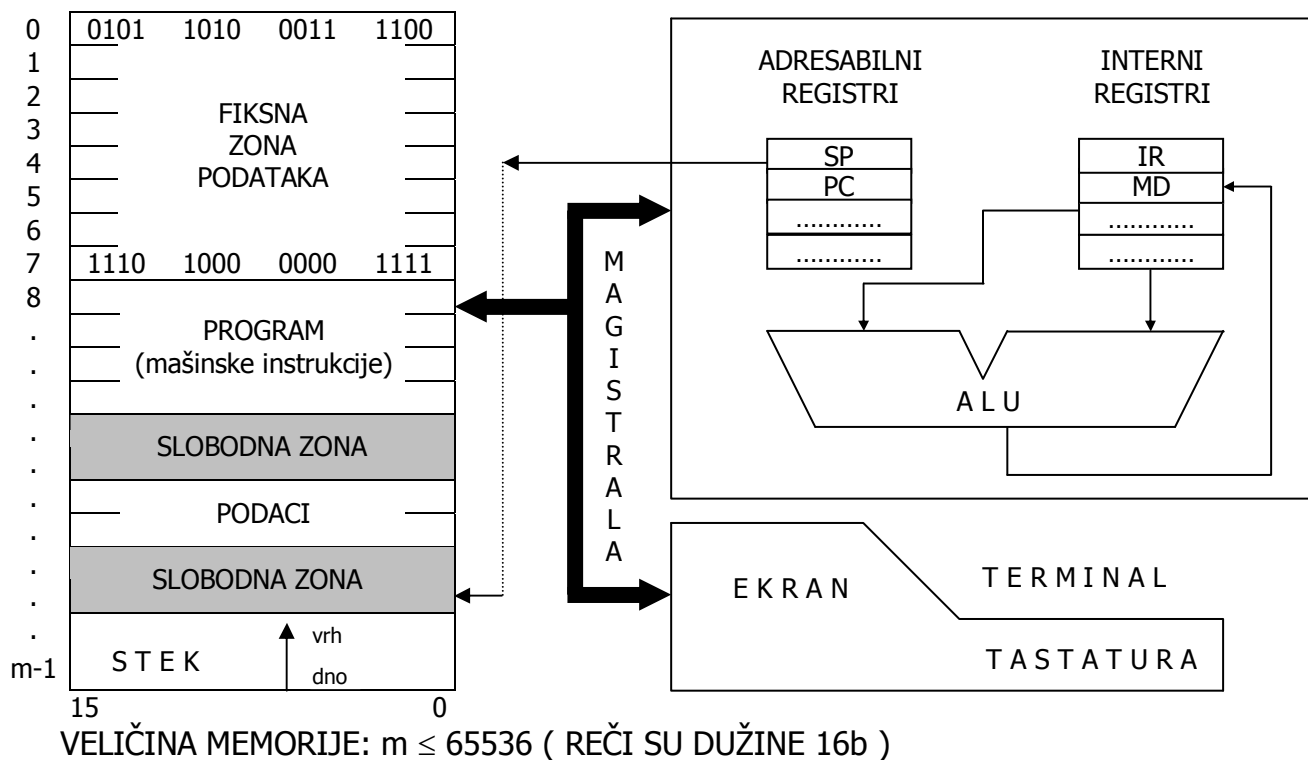 0
1
2
3
4
5
6
7
8
.
.
.
.
.
.
.
.
.
.
m-1
0101 1010 0011 1100
FIKSNA
ZONA
PODATAKA
1110 1000 0000 1111
PROGRAM
(mašinske instrukcije)
SLOBODNA ZONA
PODACI
SLOBODNA ZONA
vrh
S T E K
dno
15 0
M
A
G
I
S
T
R
A
L
A
ADRESABILNI
REGISTRI
SP
PC
............
............
INTERNI
REGISTRI
IR
MD
............
............
A L U
E K R A N
T E R M I N A L
T A S T A T U R A
VELIČINA MEMORIJE: m ≤ 65536 ( REČI SU DUŽINE 16b )